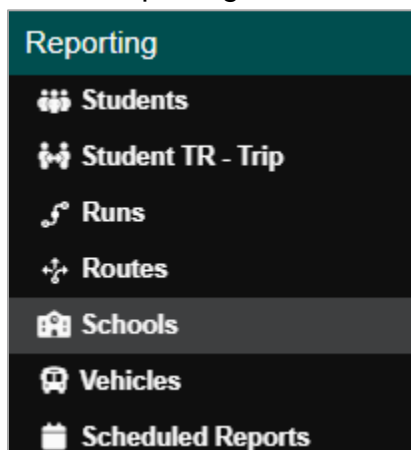 Reporting
Students
Student TR - Trip
Runs
Routes
Schools
Vehicles
Scheduled Reports